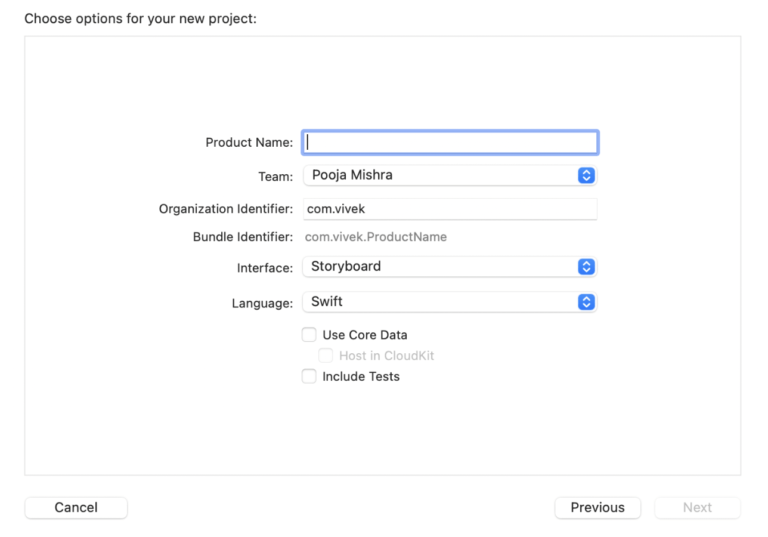 Choose options for your new project:
Product Name:
Team: Pooja Mishra
Organization Identifier: com.vivek
Bundle Identifier: com.vivek.ProductName
Interface: Storyboard
Language: Swift
Use Core Data
Host in CloudKit
Include Tests
Cancel Previous Next